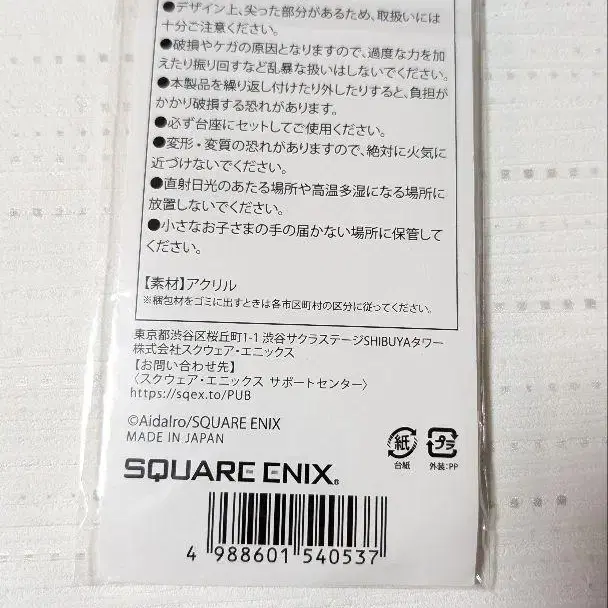 ●デザイン上、尖った部分があるため、取扱いには
十分ご注意ください。
●破損やケガの原因となりますので、過度な力を加
えたり振り回すなど乱暴な扱いはしないでください。
●本製品を繰り返し付けたり外したりすると、負担が
かかり破損する恐れがあります。
●必ず台座にセットしてご使用ください。
●変形・変質の恐れがありますので、絶対に火気に
近づけないでください。
●直射日光のあたる場所や高温多湿になる場所に
放置しないでください。
●小さなお子さまの手の届かない場所に保管して
ください。
【素材】アクリル
※梱包材をゴミに出すときは各市区町村の区分に従ってください。
東京都渋谷区桜丘町1-1 渋谷サクラステージSHIBUYAタワー
株式会社スクウェア・エニックス
【お問い合わせ先】
〈スクウェア・エニックス サポートセンター〉
https://sqex.to/PUB
©AidaIro/SQUARE ENIX
MADE IN JAPAN
紙
台紙
プラ
外装:PP
SQUARE ENIX®
4 988601 540537